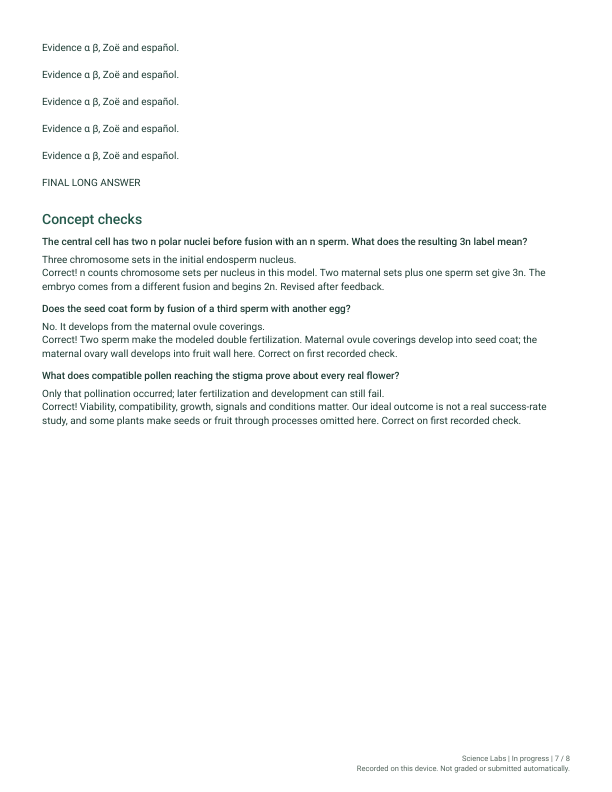 Evidence α β, Zoë and español.
Evidence α β, Zoë and español.
Evidence α β, Zoë and español.
Evidence α β, Zoë and español.
Evidence α β, Zoë and español.
FINAL LONG ANSWER
Concept checks
The central cell has two n polar nuclei before fusion with an n sperm. What does the resulting 3n label mean?
Three chromosome sets in the initial endosperm nucleus.
Correct! n counts chromosome sets per nucleus in this model. Two maternal sets plus one sperm set give 3n. The
embryo comes from a different fusion and begins 2n. Revised after feedback.
Does the seed coat form by fusion of a third sperm with another egg?
No. It develops from the maternal ovule coverings.
Correct! Two sperm make the modeled double fertilization. Maternal ovule coverings develop into seed coat; the
maternal ovary wall develops into fruit wall here. Correct on first recorded check.
What does compatible pollen reaching the stigma prove about every real flower?
Only that pollination occurred; later fertilization and development can still fail.
Correct! Viability, compatibility, growth, signals and conditions matter. Our ideal outcome is not a real success-rate
study, and some plants make seeds or fruit through processes omitted here. Correct on first recorded check.
Science Labs | In progress | 7 / 8
Recorded on this device. Not graded or submitted automatically.